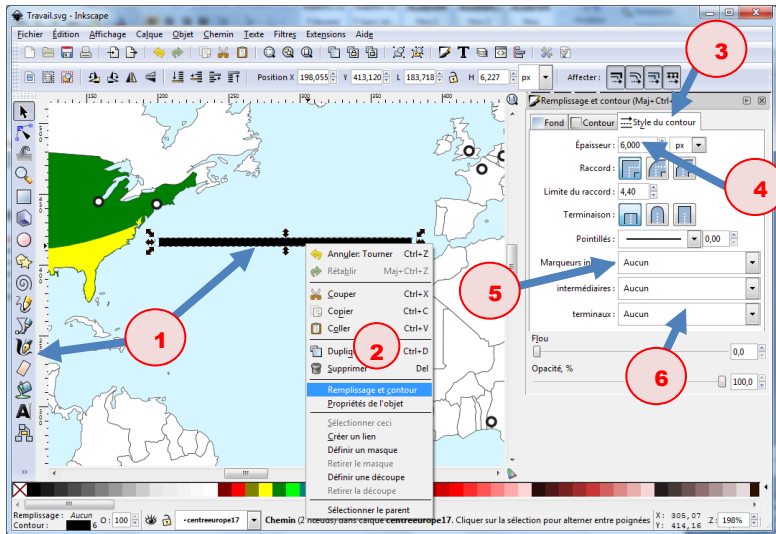 Travail.svg - Inkscape
Fichier Édition Affichage Calque Objet Chemin Texte Filtres Extensions Aide
Position X 198,055 Y 413,120 L 183,718 H 6,227 px Affecter :
3
Remplissage et contour (Maj+Ctrl+
Fond Contour Style du contour
Épaisseur : 6,000 px
4
Raccord :
Limite du raccord : 4,40
Terminaison :
Pointillés : 0,00
5
Marqueurs in Aucun
intermédiaires : Aucun
terminaux : Aucun
6
Flou
0,0
Opacité, %
100,0
1
2
Annuler: Tourner Ctrl+Z
Rétablir Maj+Ctrl+Z
Couper Ctrl+X
Copier Ctrl+C
Coller Ctrl+V
Dupliq Ctrl+D
Supprimer Del
Remplissage et contour
Propriétés de l'objet
Sélectionner ceci
Créer un lien
Définir un masque
Retirer le masque
Définir une découpe
Retirer la découpe
Sélectionner le parent
Remplissage : Aucun
Contour : 6
O: 100
centreeurope17
Chemin (2 nœuds) dans calque centreeurope17. Cliquer sur la sélection pour alterner entre poignées
X: 305,07
Y: 414,16
Z: 198%